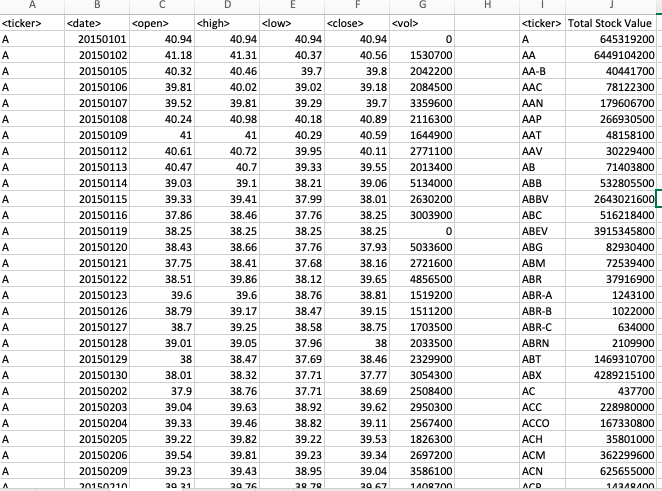 A B C D E F G H I J
<ticker> <date> <open> <high> <low> <close> <vol> <ticker> Total Stock Value
A 20150101 40.94 40.94 40.94 40.94 0 A 645319200
A 20150102 41.18 41.31 40.37 40.56 1530700 AA 6449104200
A 20150105 40.32 40.46 39.7 39.8 2042200 AA-B 40441700
A 20150106 39.81 40.02 39.02 39.18 2084500 AAC 78122300
A 20150107 39.52 39.81 39.29 39.7 3359600 AAN 179606700
A 20150108 40.24 40.98 40.18 40.89 2116300 AAP 266930500
A 20150109 41 41 40.29 40.59 1644900 AAT 48158100
A 20150112 40.61 40.72 39.95 40.11 2771100 AAV 30229400
A 20150113 40.47 40.7 39.33 39.55 2013400 AB 71403800
A 20150114 39.03 39.1 38.21 39.06 5134000 ABB 532805500
A 20150115 39.33 39.41 37.99 38.01 2630200 ABBV 2643021600
A 20150116 37.86 38.46 37.76 38.25 3003900 ABC 516218400
A 20150119 38.25 38.25 38.25 38.25 0 ABEV 3915345800
A 20150120 38.43 38.66 37.76 37.93 5033600 ABG 82930400
A 20150121 37.75 38.41 37.68 38.16 2721600 ABM 72539400
A 20150122 38.51 39.86 38.12 39.65 4856500 ABR 37916900
A 20150123 39.6 39.6 38.76 38.81 1519200 ABR-A 1243100
A 20150126 38.79 39.17 38.47 39.15 1511200 ABR-B 1022000
A 20150127 38.7 39.25 38.58 38.75 1703500 ABR-C 634000
A 20150128 39.01 39.05 37.96 38 2033500 ABRN 2109900
A 20150129 38 38.47 37.69 38.46 2329900 ABT 1469310700
A 20150130 38.01 38.32 37.71 37.77 3054300 ABX 4289215100
A 20150202 37.9 38.76 37.71 38.69 2508400 AC 437700
A 20150203 39.04 39.63 38.92 39.62 2950300 ACC 228980000
A 20150204 39.33 39.46 38.82 39.11 2567400 ACCO 167330800
A 20150205 39.22 39.82 39.22 39.53 1826300 ACH 35801000
A 20150206 39.54 39.81 39.23 39.34 2697200 ACM 362299600
A 20150209 39.23 39.43 38.95 39.04 3586100 ACN 625655000
A 20150210 39.31 39.76 38.78 39.67 1408700 14348400